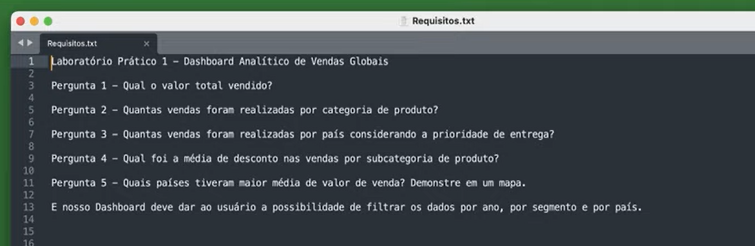 Requisitos.txt
Requisitos.txt
1 Laboratório Prático 1 - Dashboard Analítico de Vendas Globais
2
3 Pergunta 1 - Qual o valor total vendido?
4
5 Pergunta 2 - Quantas vendas foram realizadas por categoria de produto?
6
7 Pergunta 3 - Quantas vendas foram realizadas por país considerando a prioridade de entrega?
8
9 Pergunta 4 - Qual foi a média de desconto nas vendas por subcategoria de produto?
10
11 Pergunta 5 - Quais países tiveram maior média de valor de venda? Demonstre em um mapa.
12
13 E nosso Dashboard deve dar ao usuário a possibilidade de filtrar os dados por ano, por segmento e por país.
14
15
16